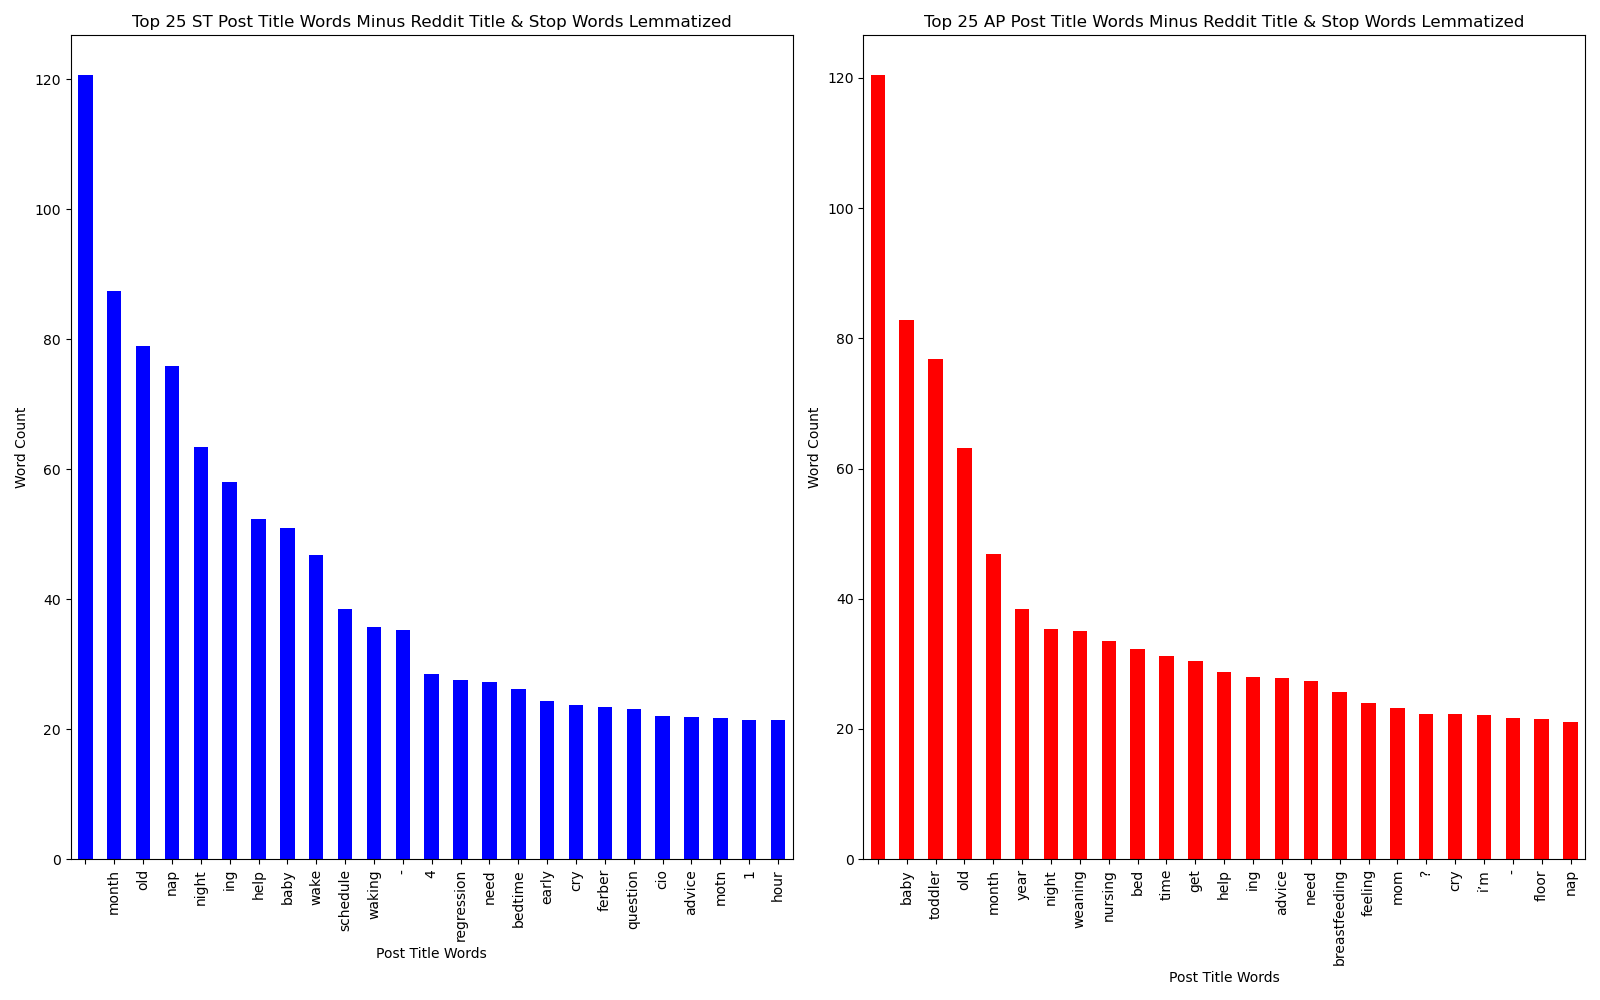 Top 25 ST Post Title Words Minus Reddit Title & Stop Words Lemmatized
120
100
80
60
40
20
0
Word Count
month
old
nap
night
ing
help
baby
wake
schedule
waking
-
4
regression
need
bedtime
early
cry
ferber
question
cio
advice
motn
1
hour
Post Title Words
Top 25 AP Post Title Words Minus Reddit Title & Stop Words Lemmatized
120
100
80
60
40
20
0
Word Count
baby
toddler
old
month
year
night
weaning
nursing
bed
time
get
help
ing
advice
need
breastfeeding
feeling
mom
?
cry
i'm
-
floor
nap
Post Title Words